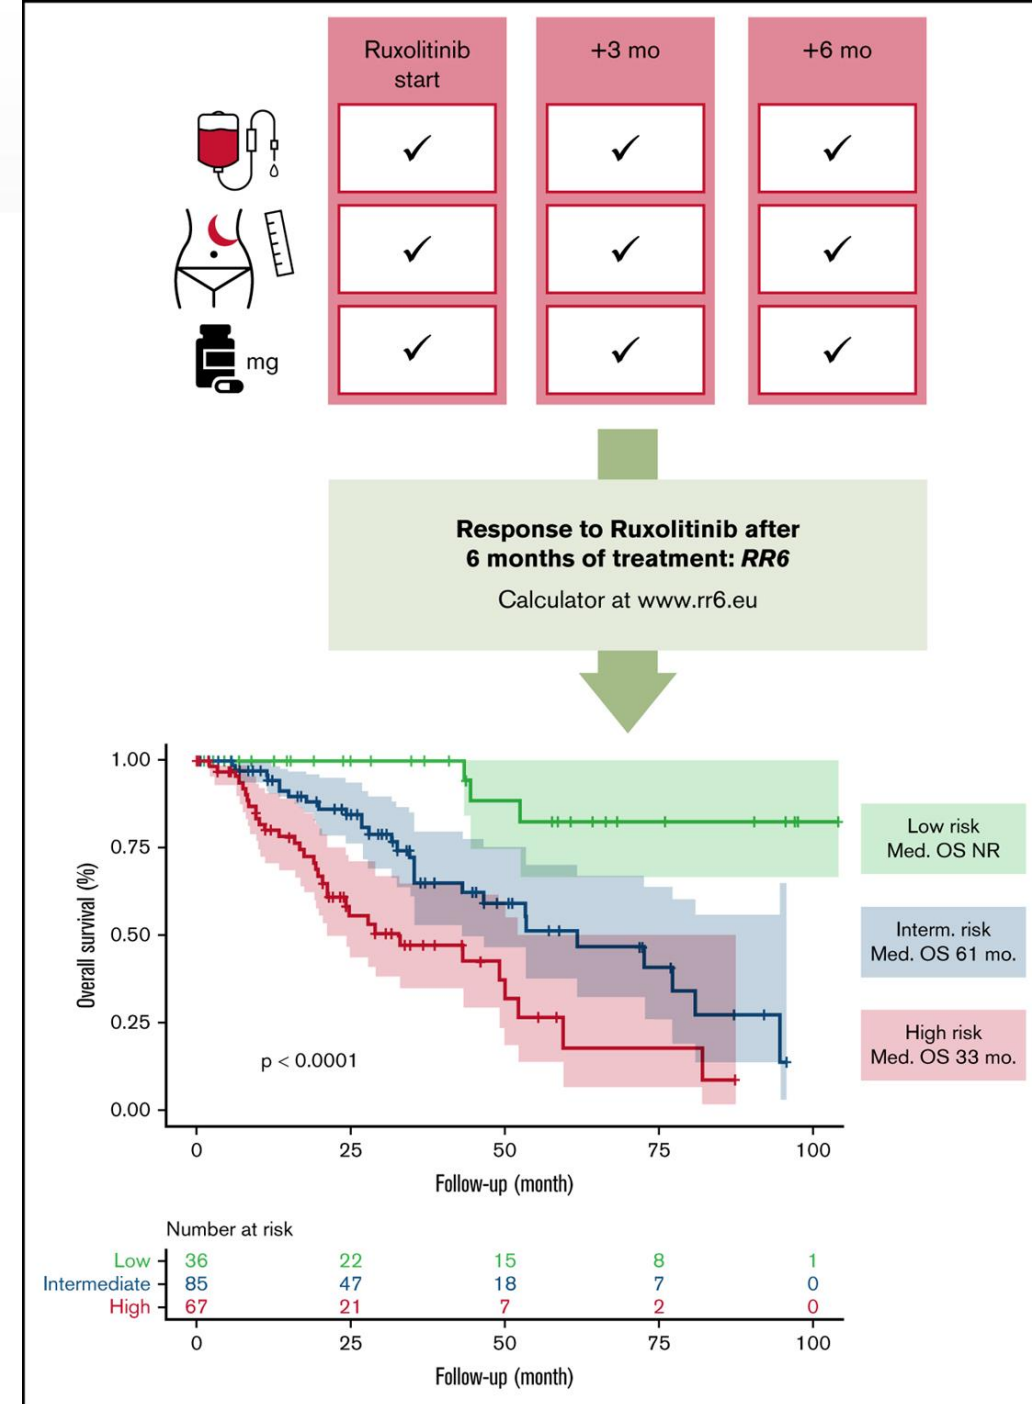 Ruxolitinib
start
+3 mo
+6 mo
mg
Response to Ruxolitinib after
6 months of treatment: RR6
Calculator at www.rr6.eu
Overall survival (%)
1.00
0.75
0.50
0.25
0.00
p < 0.0001
0 25 50 75 100
Follow-up (month)
Low risk
Med. OS NR
Interm. risk
Med. OS 61 mo.
High risk
Med. OS 33 mo.
Number at risk
Low 36 22 15 8 1
Intermediate 85 47 18 7 0
High 67 21 7 2 0
0 25 50 75 100
Follow-up (month)